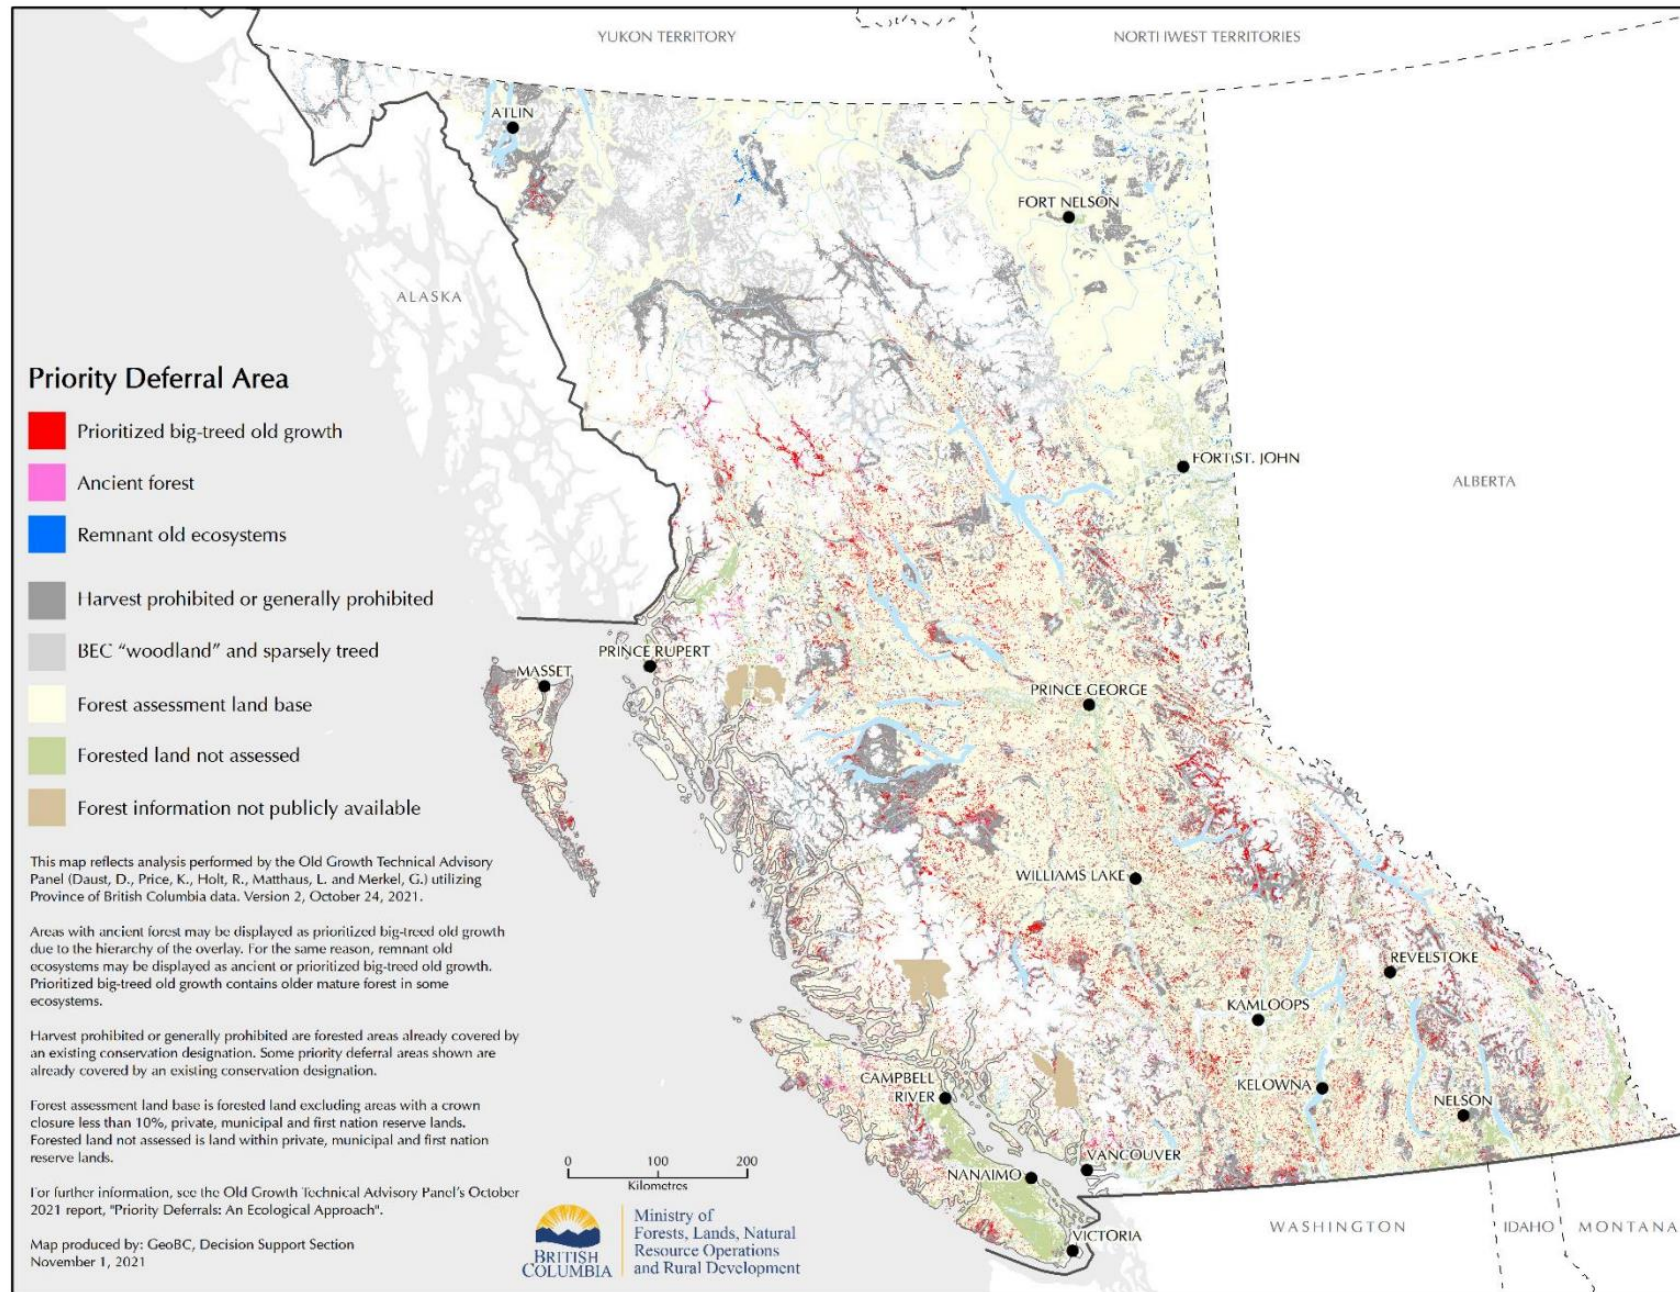 YUKON TERRITORY
NORTHWEST TERRITORIES
ATLIN
FORT NELSON
ALASKA
FORT ST. JOHN
ALBERTA
PRINCE RUPERT
MASSET
PRINCE GEORGE
WILLIAMS LAKE
REVELSTOKE
KAMLOOPS
CAMPBELL
RIVER
KELOWNA
NELSON
VANCOUVER
NANAIMO
VICTORIA
WASHINGTON
IDAHO
MONTANA
Priority Deferral Area
Prioritized big-treed old growth
Ancient forest
Remnant old ecosystems
Harvest prohibited or generally prohibited
BEC “woodland” and sparsely treed
Forest assessment land base
Forested land not assessed
Forest information not publicly available
This map reflects analysis performed by the Old Growth Technical Advisory
Panel (Daust, D., Price, K., Holt, R., Matthaus, L. and Merkel, G.) utilizing
Province of British Columbia data. Version 2, October 24, 2021.
Areas with ancient forest may be displayed as prioritized big-treed old growth
due to the hierarchy of the overlay. For the same reason, remnant old
ecosystems may be displayed as ancient or prioritized big-treed old growth.
Prioritized big-treed old growth contains older mature forest in some
ecosystems.
Harvest prohibited or generally prohibited are forested areas already covered by
an existing conservation designation. Some priority deferral areas shown are
already covered by an existing conservation designation.
Forest assessment land base is forested land excluding areas with a crown
closure less than 10%, private, municipal and first nation reserve lands.
Forested land not assessed is land within private, municipal and first nation
reserve lands.
For further information, see the Old Growth Technical Advisory Panel's October
2021 report, "Priority Deferrals: An Ecological Approach".
Map produced by: GeoBC, Decision Support Section
November 1, 2021
0 100 200
Kilometres
BRITISH
COLUMBIA
Ministry of
Forests, Lands, Natural
Resource Operations
and Rural Development